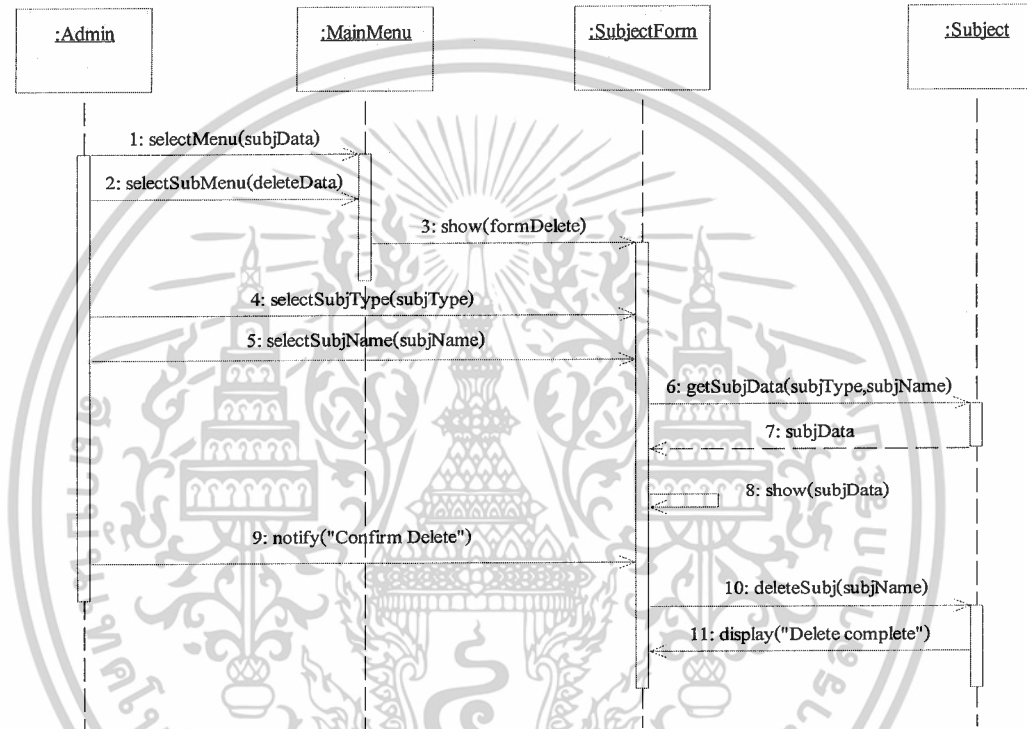 :Admin
:MainMenu
:SubjectForm
:Subject
1: selectMenu(subjData)
2: selectSubMenu(deleteData)
3: show(formDelete)
4: selectSubjType(subjType)
5: selectSubjName(subjName)
6: getSubjData(subjType,subjName)
7: subjData
8: show(subjData)
9: notify("Confirm Delete")
10: deleteSubj(subjName)
11: display("Delete complete")